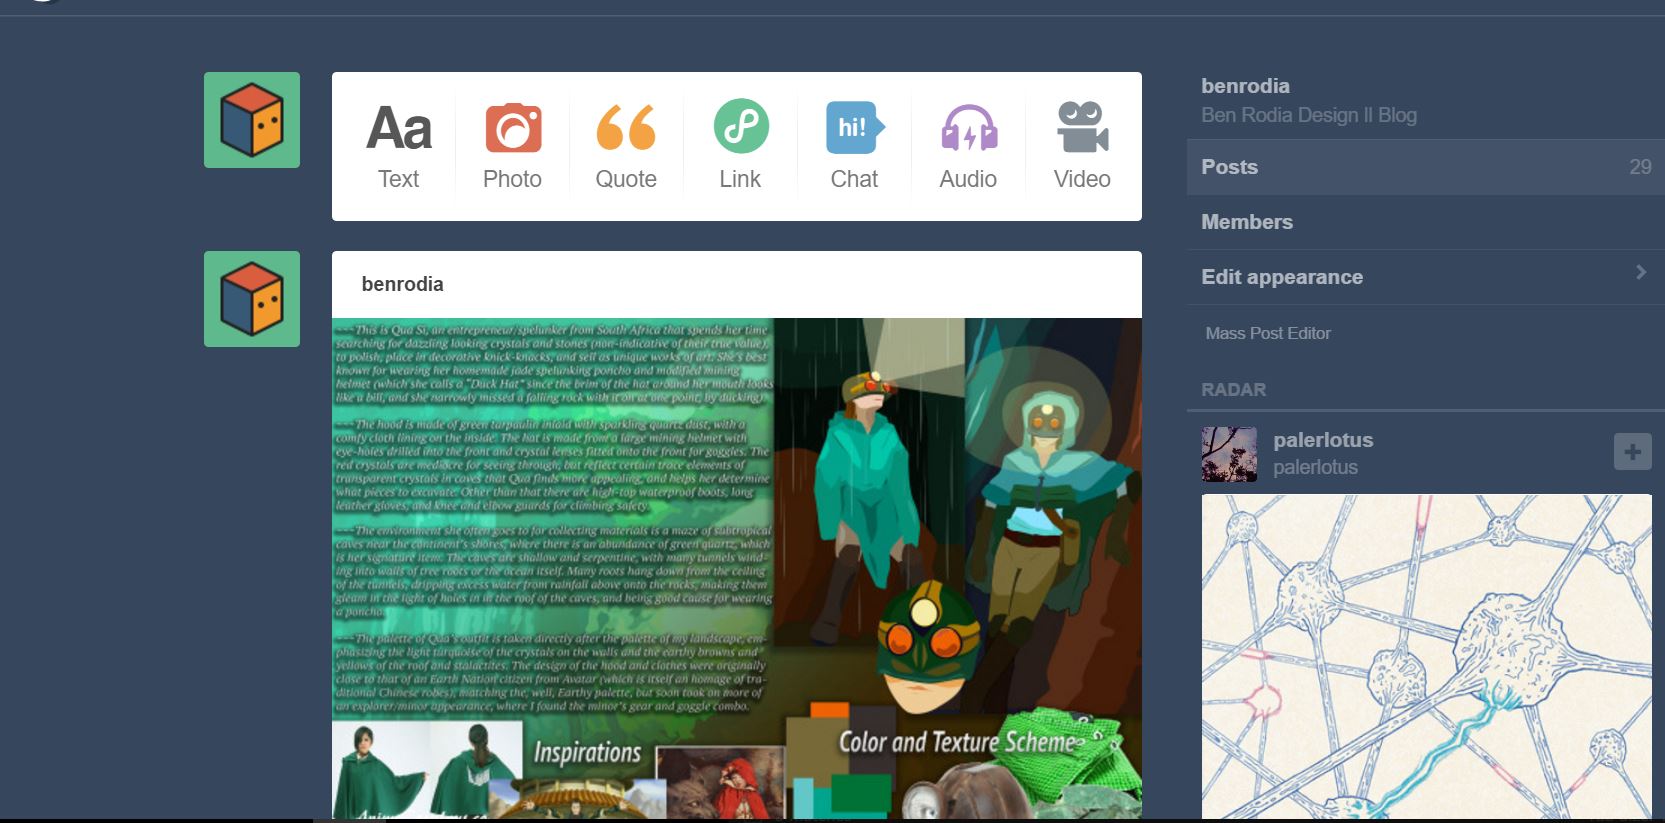 Aa
hi!
Text
Photo
Quote
Link
Chat
Audio
Video
benrodia
---This is Qua Si, an entrepreneur/spelunker from South Africa that spends her time
searching for dazzling looking crystals and stones (non-indicative of their true value),
to polish, place in decorative knick-knacks, and sell as unique works of art. She's best
known for wearing her homemade jade spelunking poncho and modified mining
helmet (which she calls a "Duck Hat" since the brim of the hat around her mouth looks
like a bill, and she narrowly missed a falling rock with it on at one point, by ducking)
---The hood is made of green tarpaulin inlaid with sparkling quartz dust, with a
comfy cloth lining on the inside. The hat is made from a large mining helmet with
eye-holes drilled into the front and crystal lenses fitted onto the front for goggles. The
red crystals are mediocre for seeing through, but reflect certain trace elements of
transparent crystals in caves that Qua finds more appealing, and helps her determine
what pieces to excavate. Other than that there are high-top waterproof boots, long
leather gloves, and knee and elbow guards for climbing safety.
---The environment she often goes to for collecting materials is a maze of subtropical
caves near the continent's shores, where there is an abundance of green quartz, which
is her signature item. The caves are shallow and serpentine, with many tunnels wind-
ing into walls of tree roots or the ocean itself. Many roots hang down from the ceiling
of the tunnels, dripping excess water from rainfall above onto the rocks, making them
gleam in the light of holes in in the roof of the caves, and being good cause for wearing
a poncho.
---The palette of Qua's outfit is taken directly after the palette of my landscape, em-
phasizing the light turquoise of the crystals on the walls and the earthy browns and
yellows of the roof and stalactites. The design of the hood and clothes were originally
close to that of an Earth Nation citizen from Avatar (which is itself an homage of tra-
ditional Chinese robes), matching the, well, Earthy palette, but soon took on more of
an explorer/minor appearance, where I found the minor's gear and goggle combo.
Inspirations
Color and Texture Scheme
benrodia
Ben Rodia Design II Blog
Posts 29
Members
Edit appearance
Mass Post Editor
RADAR
palerlotus
palerlotus